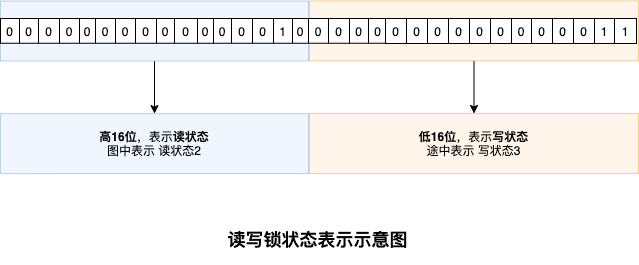 0 0 0 0 0 0 0 0 0 0 0 0 0 0 1 0 0 0 0 0 0 0 0 0 0 0 0 0 0 0 0 1 1
高16位，表示读状态
图中表示 读状态2
低16位，表示写状态
途中表示 写状态3
读写锁状态表示示意图